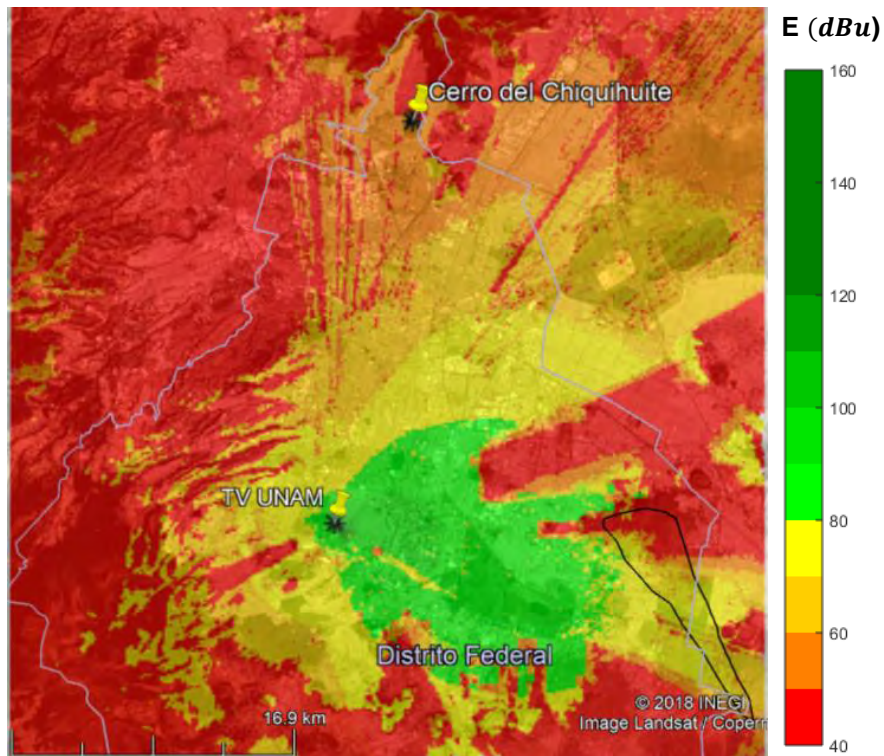 E (dBu)
Cerro del Chiquihuite
TV UNAM
Distrito Federal
© 2018 INEGI
Image Landsat / Copern
16.9 km
160
140
120
100
80
60
40